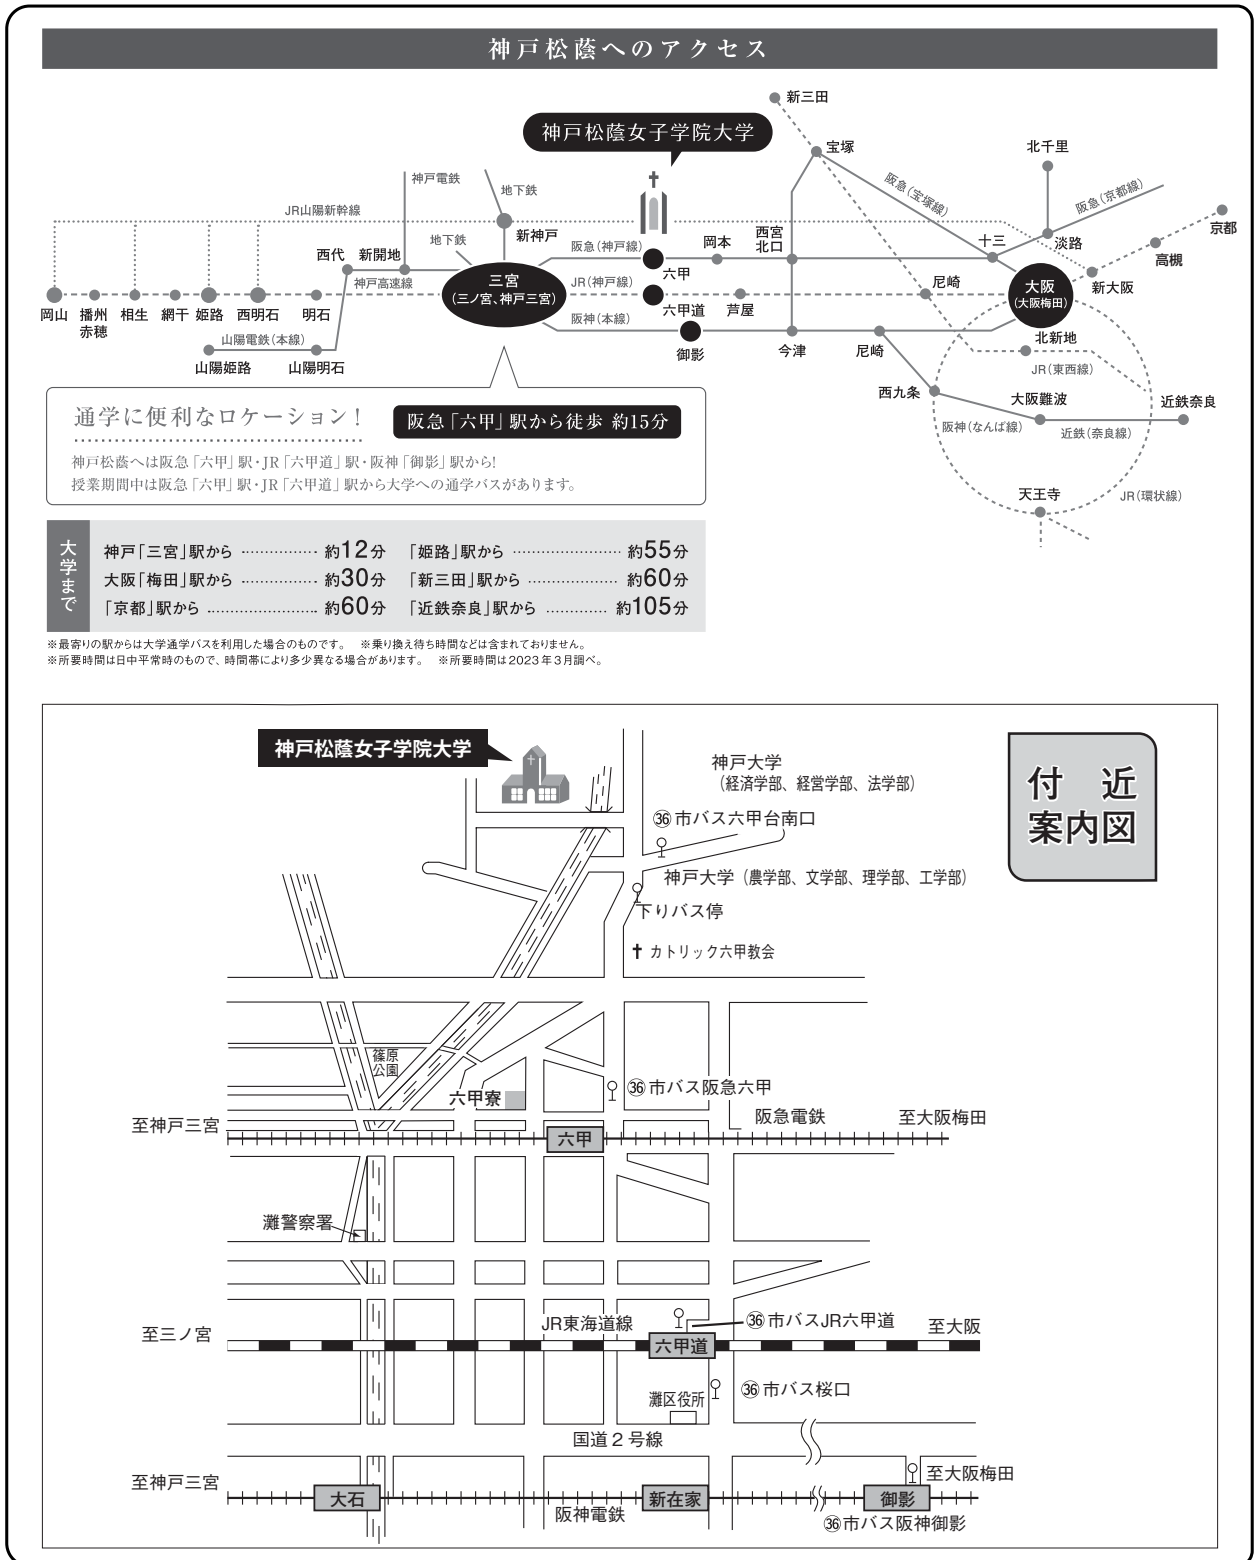 神戸松蔭へのアクセス
新三田
神戸松蔭女子学院大学
宝塚
北千里
神戸電鉄
地下鉄
阪急(宝塚線)
阪急(京都線)
JR山陽新幹線
京都
地下鉄
新神戸
阪急(神戸線)
岡本
西宮
北口
十三
淡路
高槻
西代
新開地
神戸高速線
三宮
(三ノ宮、神戸三宮)
六甲
JR(神戸線)
尼崎
大阪
(大阪梅田)
新大阪
岡山
播州
赤穂
相生
網干
姫路
西明石
明石
六甲道
芦屋
阪神(本線)
山陽電鉄(本線)
御影
今津
尼崎
北新地
山陽姫路
山陽明石
JR(東西線)
西九条
大阪難波
近鉄奈良
阪神(なんば線)
近鉄(奈良線)
天王寺
JR(環状線)
通学に便利なロケーション!
阪急「六甲」駅から徒歩 約15分
神戸松蔭へは阪急「六甲」駅・JR「六甲道」駅・阪神「御影」駅から!
授業期間中は阪急「六甲」駅・JR「六甲道」駅から大学への通学バスがあります。
大学まで
神戸「三宮」駅から ………… 約12分 「姫路」駅から ………… 約55分
大阪「梅田」駅から ………… 約30分 「新三田」駅から ………… 約60分
「京都」駅から ………… 約60分 「近鉄奈良」駅から ………… 約105分
※最寄りの駅からは大学通学バスを利用した場合のものです。 ※乗り換え待ち時間などは含まれておりません。
※所要時間は日中平常時のもので、時間帯により多少異なる場合があります。 ※所要時間は2023年3月調べ。
神戸松蔭女子学院大学
付 近
案内図
神戸大学
(経済学部、経営学部、法学部)
㊱市バス六甲台南口
神戸大学(農学部、文学部、理学部、工学部)
下りバス停
カトリック六甲教会
篠原
公園
六甲寮
㊱市バス阪急六甲
至神戸三宮
阪急電鉄
至大阪梅田
六甲
灘警察署
JR東海道線
㊱市バスJR六甲道
至三ノ宮
至大阪
六甲道
灘区役所
㊱市バス桜口
国道2号線
至神戸三宮
至大阪梅田
大石
新在家
御影
阪神電鉄
㊱市バス阪神御影